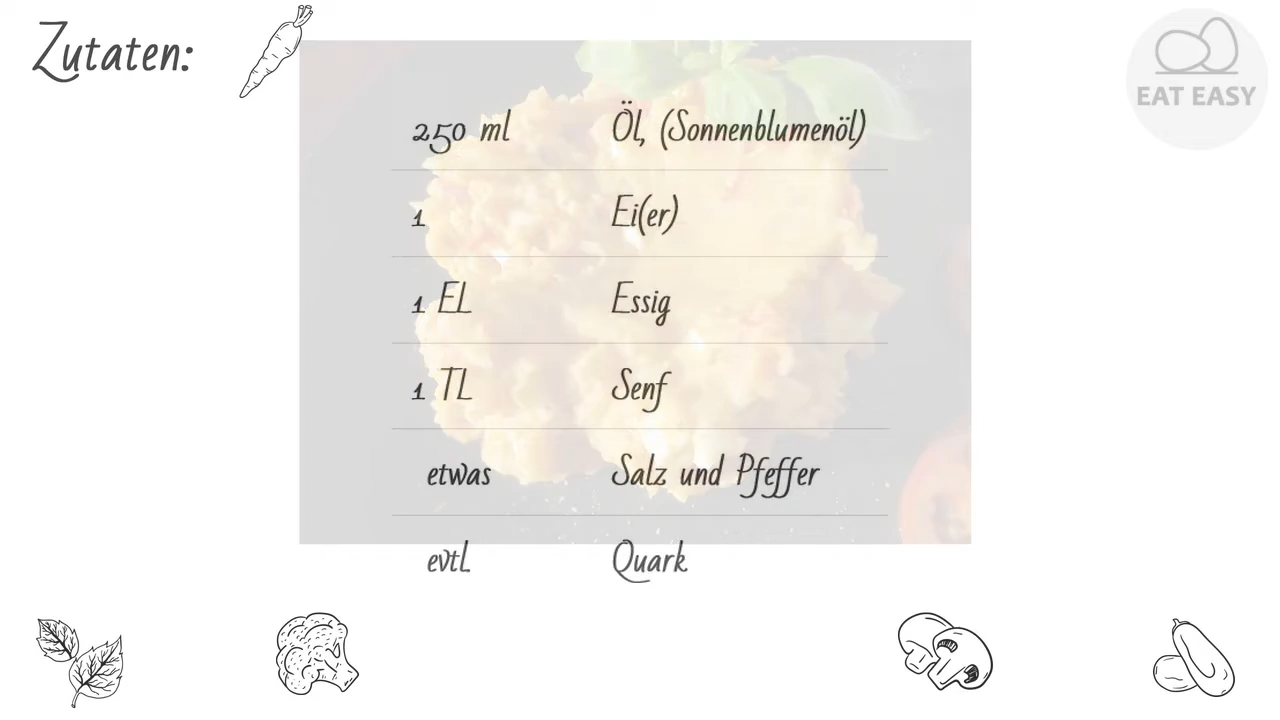 Zutaten:
EAT EASY
250 ml Öl, (Sonnenblumenöl)
1 Ei(er)
1 EL Essig
1 TL Senf
etwas Salz und Pfeffer
evtl. Quark